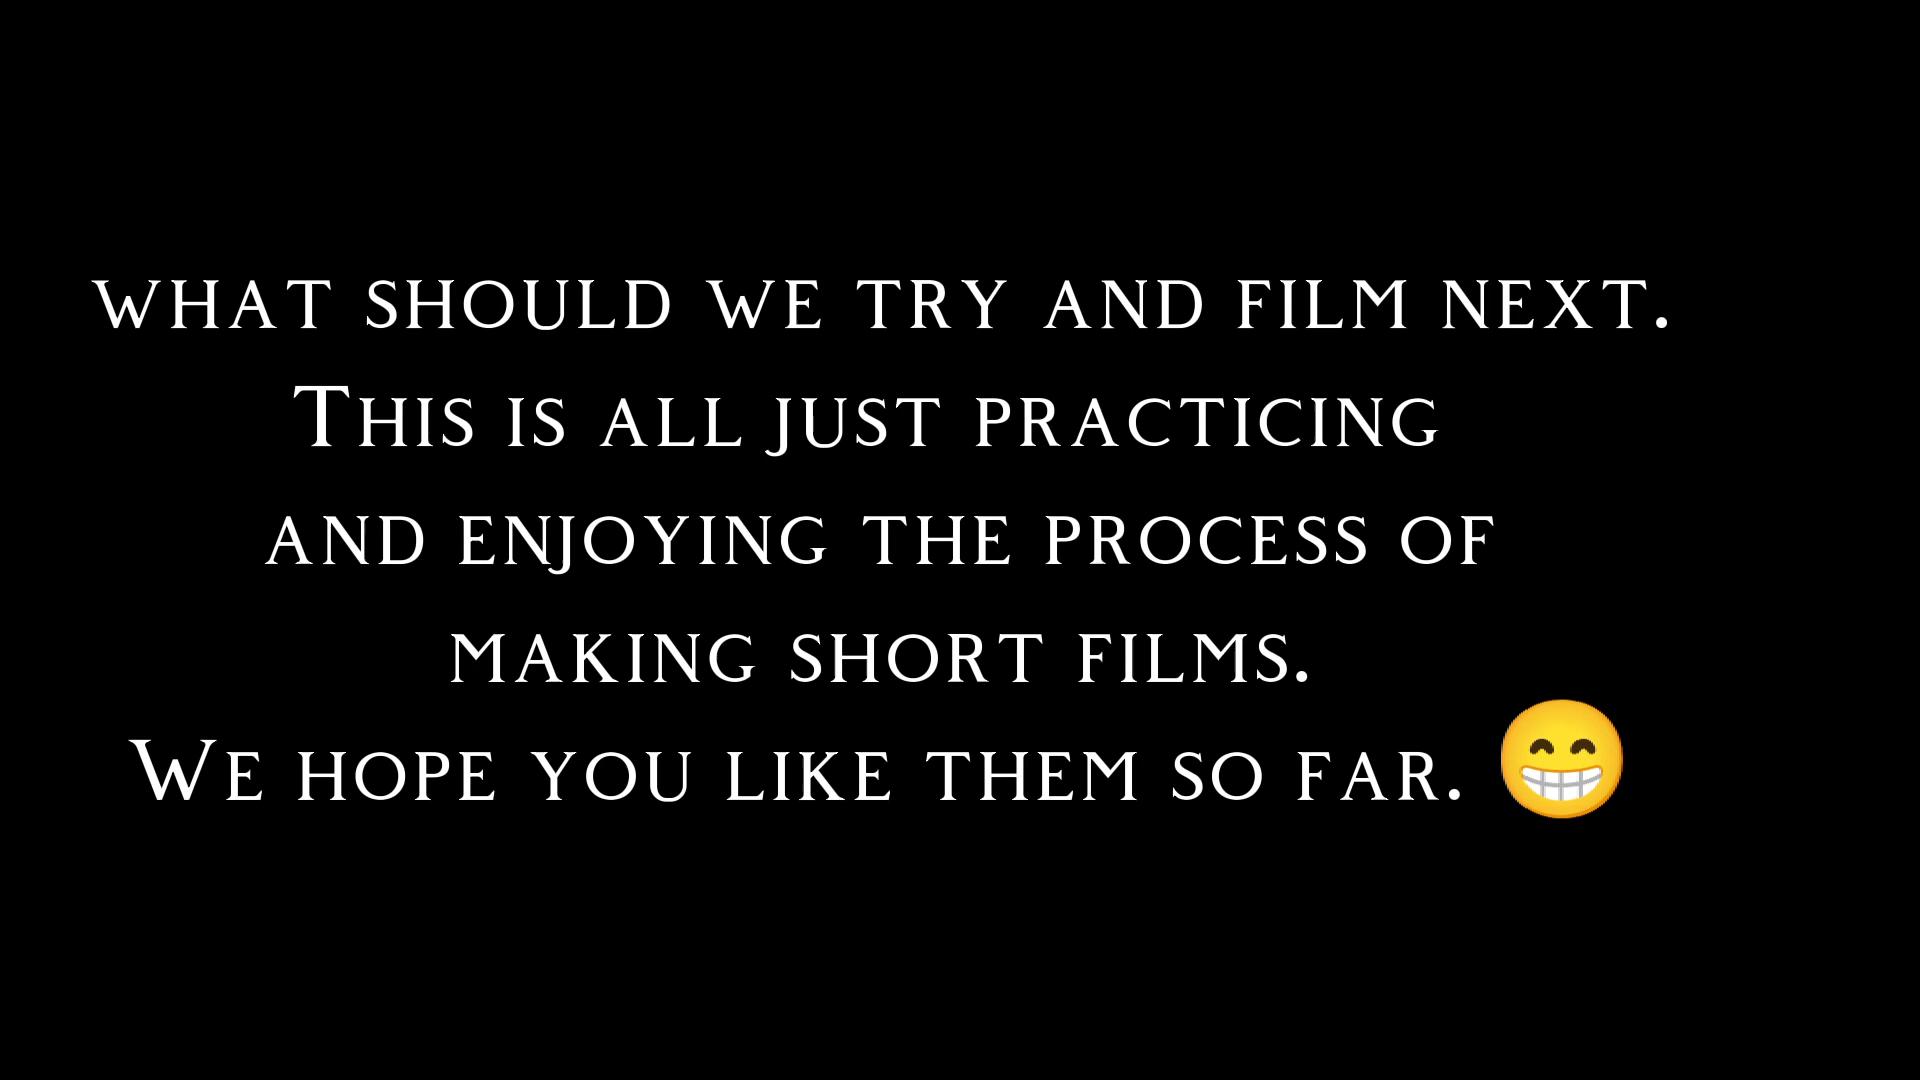 what should we try and film next.
This is all just practicing
and enjoying the process of
making short films.
We hope you like them so far. 😁